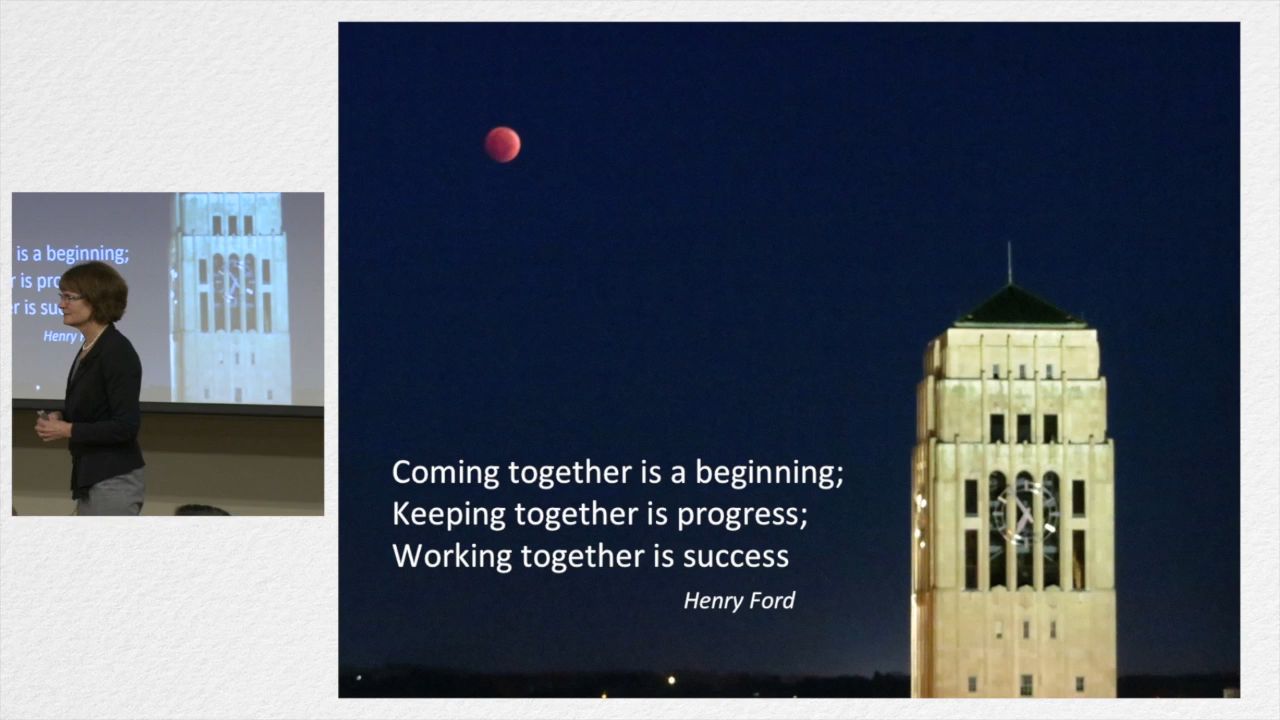 Coming together is a beginning;
Keeping together is progress;
Working together is success
Henry Ford
is a beginning;
r is pro
er is su
Henry